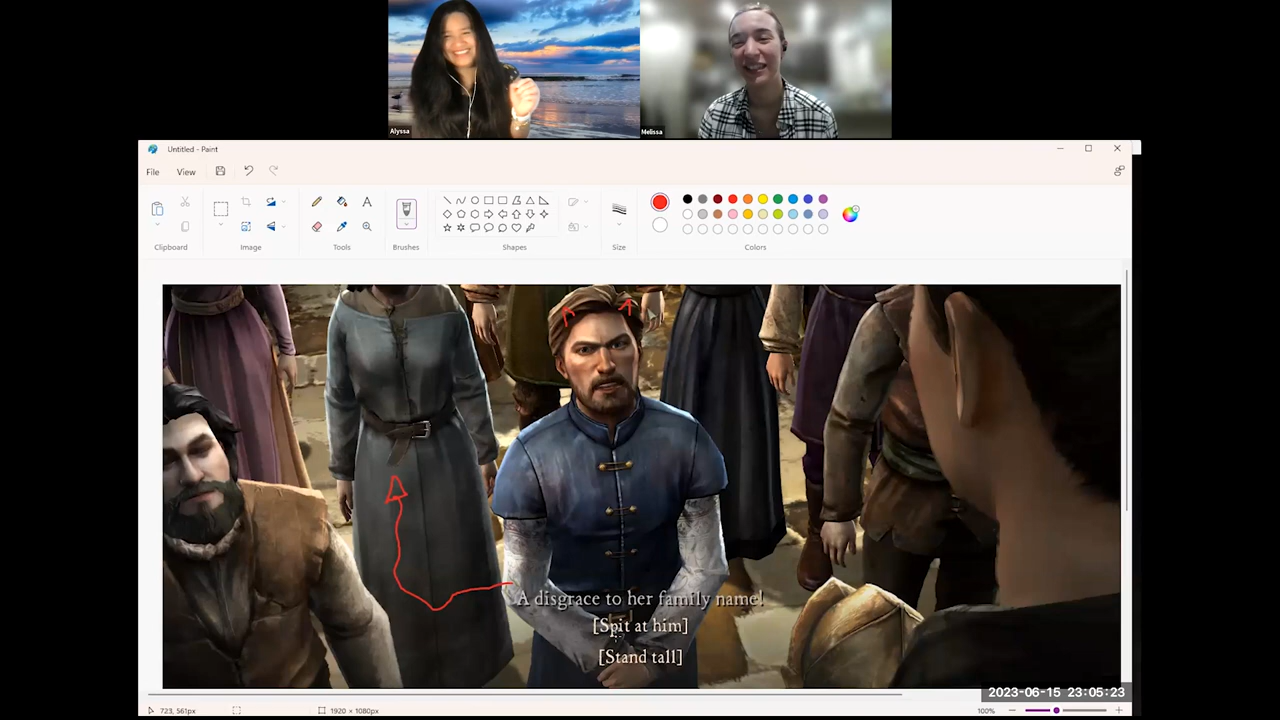 Alyssa
Melissa
Untitled - Paint
File View
Clipboard
Image
Tools
Brushes
Shapes
Size
Colors
A disgrace to her family name!
[Spit at him]
[Stand tall]
2023-06-15 23:05:23
723, 561px
1920 × 1080px
100%